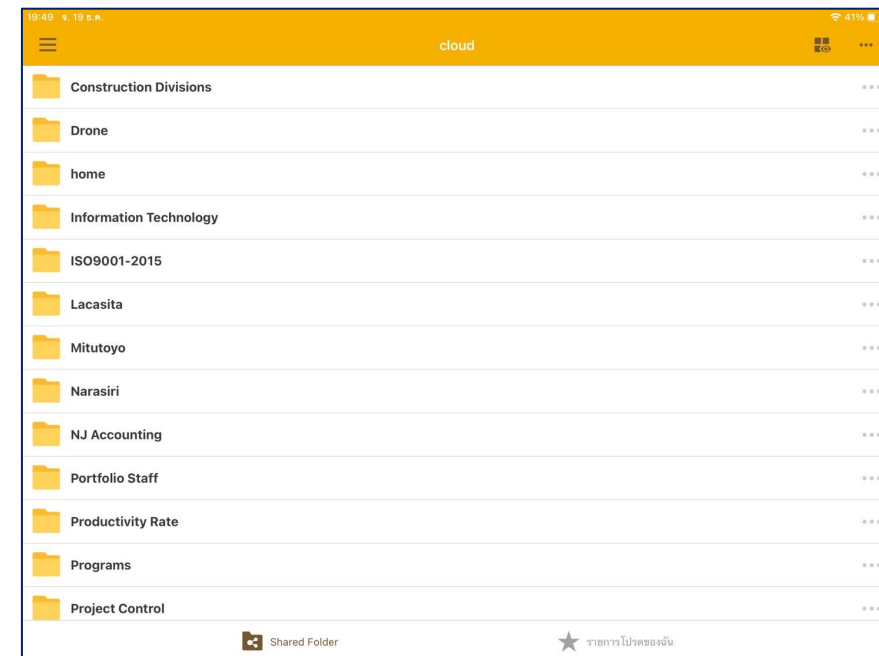 19:49 จ. 19 ธ.ค. 41%
cloud
Construction Divisions
Drone
home
Information Technology
ISO9001-2015
Lacasita
Mitutoyo
Narasiri
NJ Accounting
Portfolio Staff
Productivity Rate
Programs
Project Control
Shared Folder รายการโปรดของฉัน